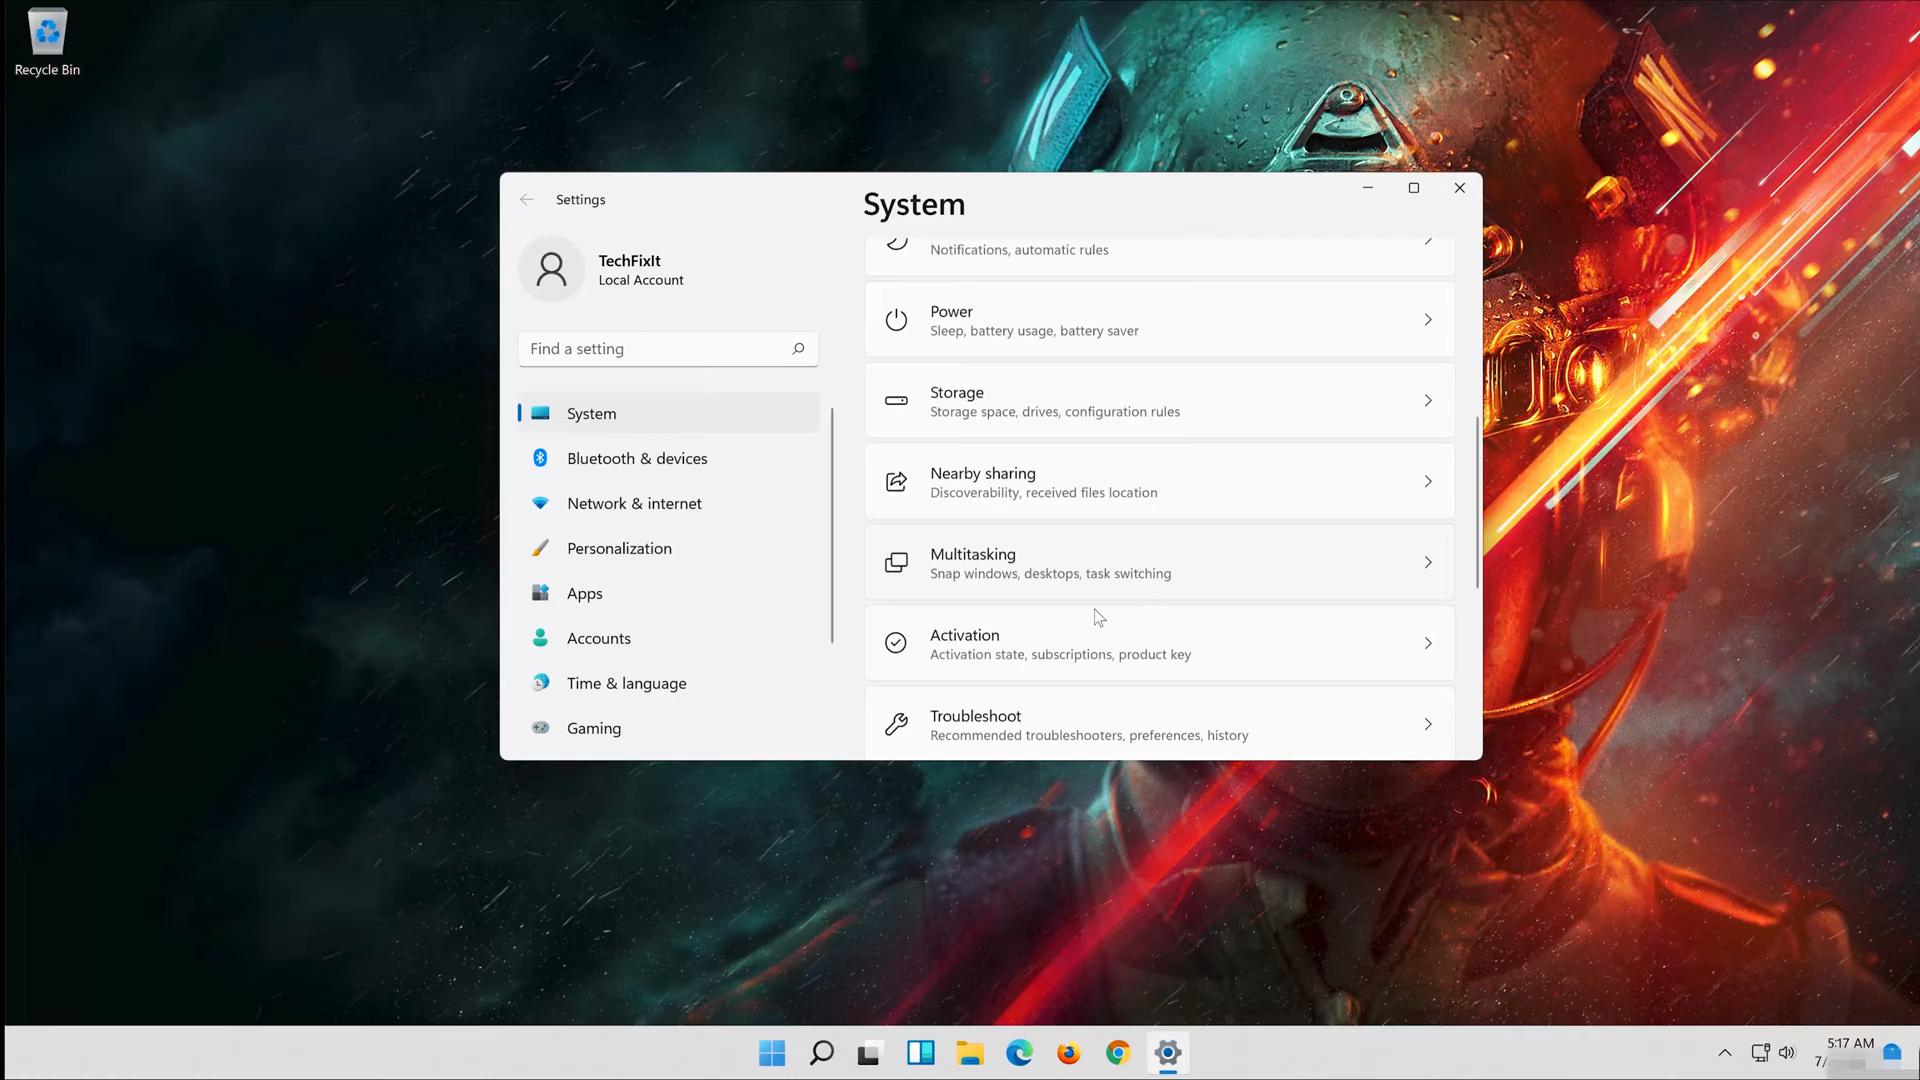 Recycle Bin
Settings
System
TechFixIt
Local Account
Find a setting
System
Bluetooth & devices
Network & internet
Personalization
Apps
Accounts
Time & language
Gaming
Notifications, automatic rules
Power
Sleep, battery usage, battery saver
Storage
Storage space, drives, configuration rules
Nearby sharing
Discoverability, received files location
Multitasking
Snap windows, desktops, task switching
Activation
Activation state, subscriptions, product key
Troubleshoot
Recommended troubleshooters, preferences, history
5:17 AM
7/